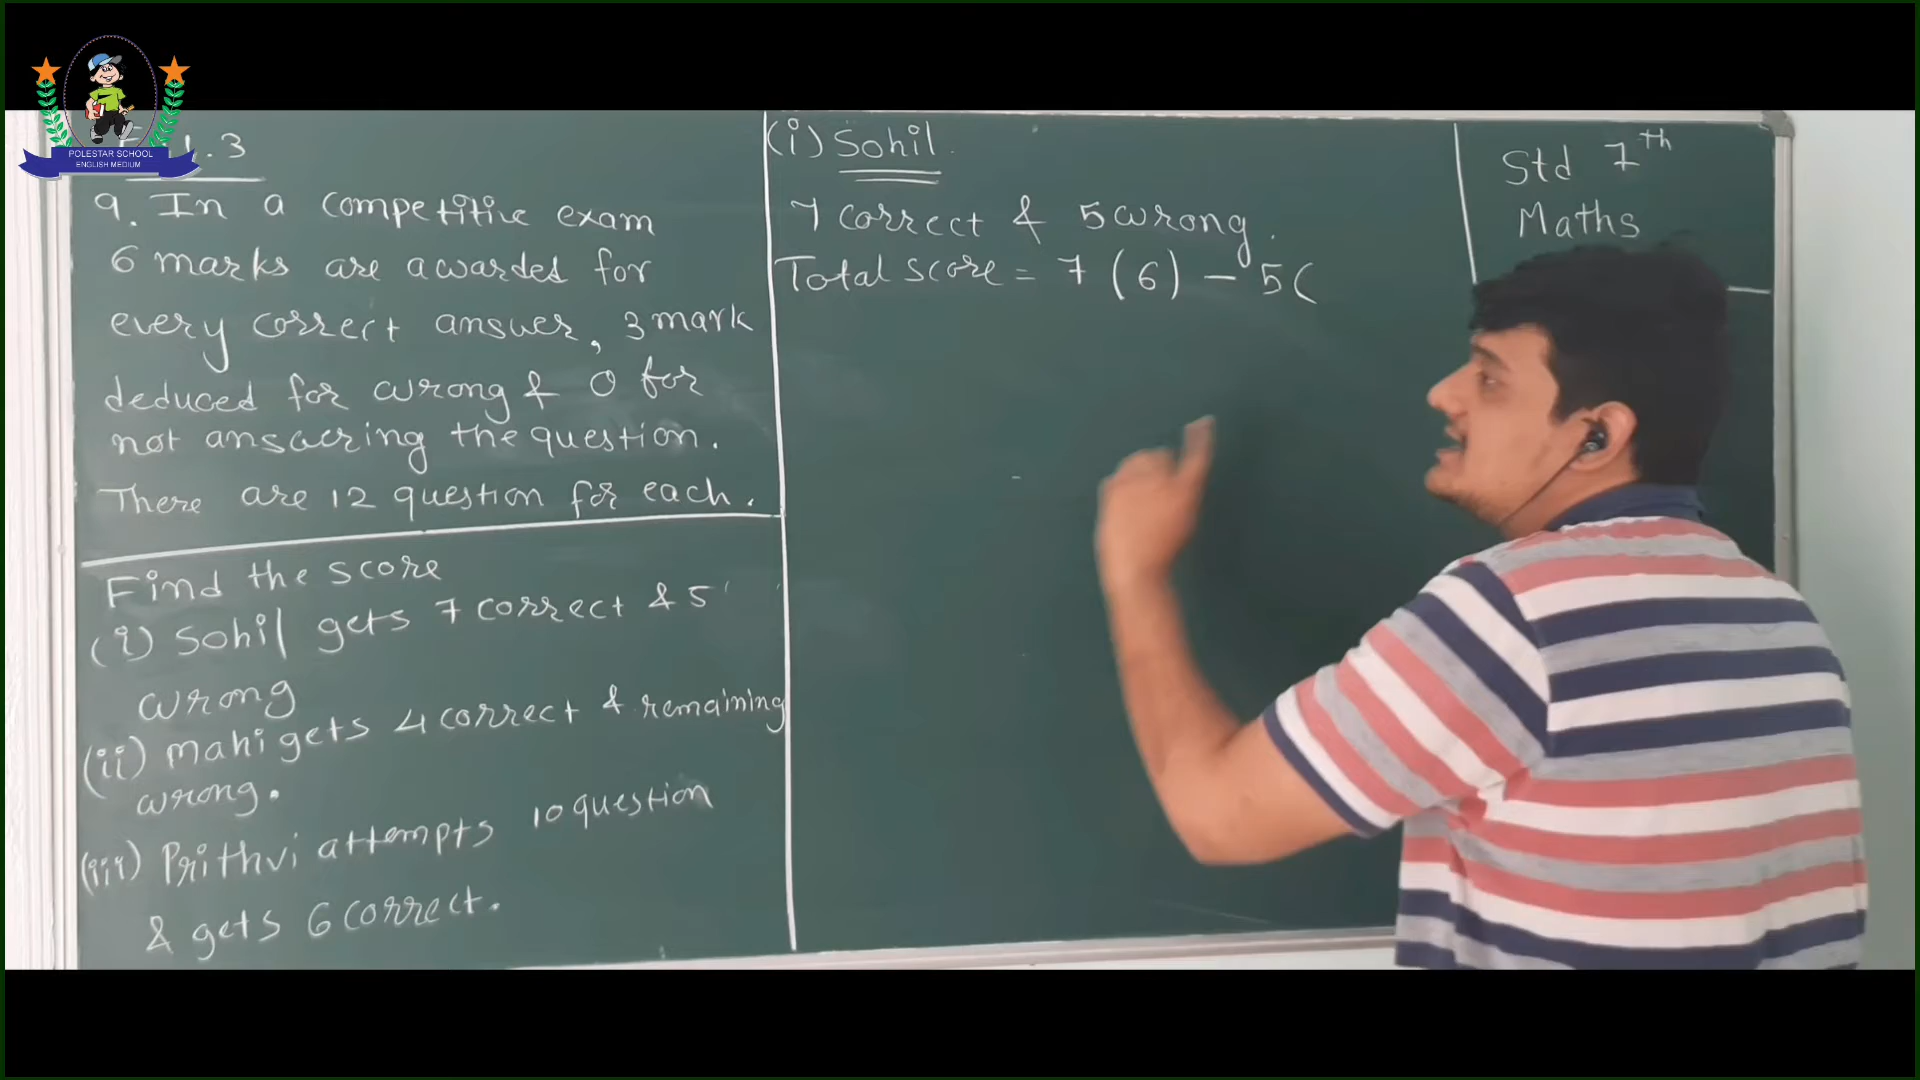 POLESTAR SCHOOL
ENGLISH MEDIUM
1.3
9. In a competitive exam
6 marks are awarded for
every correct answer, 3 mark
deduced for wrong & 0 for
not answering the question.
There are 12 question for each.
Find the score
(i) Sohil gets 7 correct & 5
wrong
(ii) mahi gets 4 correct & remaining
wrong.
(iii) Prithvi attempts 10 question
& gets 6 correct.
(i) Sohil.
7 correct & 5 wrong.
Total score = 7 (6) - 5(
Std 7th
Maths